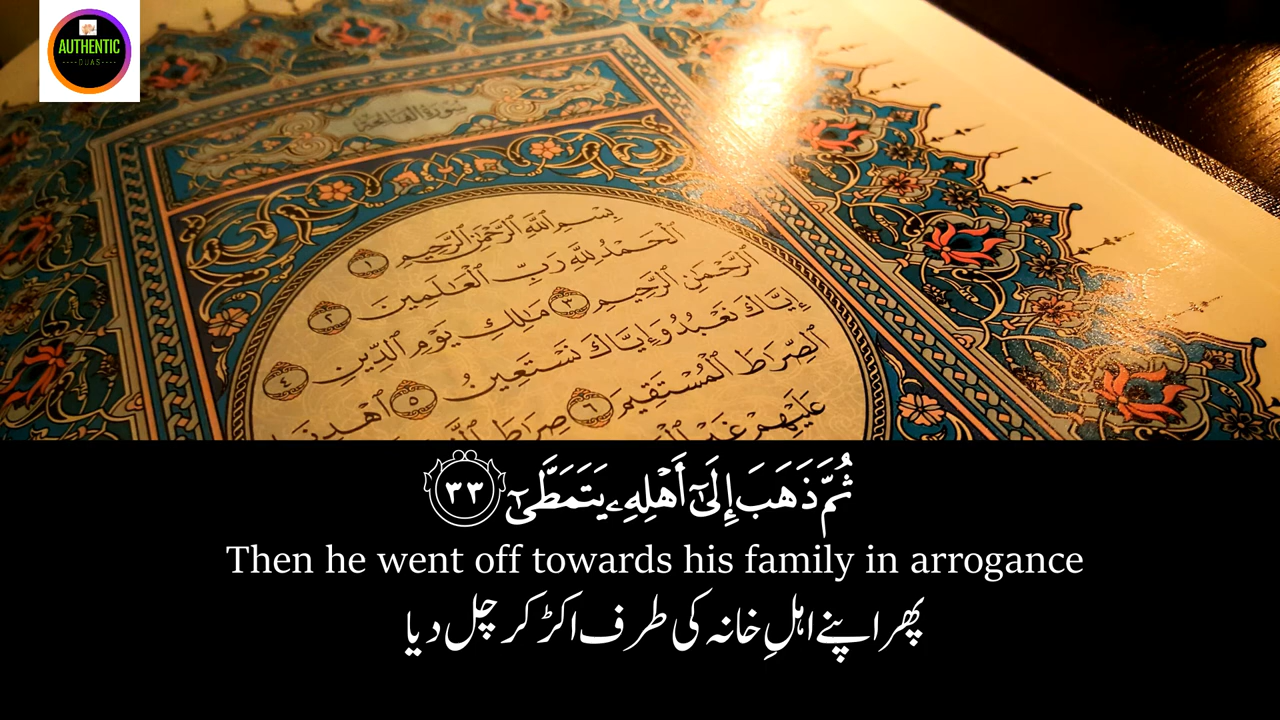 AUTHENTIC
----DUAS----
بِسْمِ ٱللَّهِ ٱلرَّحْمَٰنِ ٱلرَّحِيمِ ١
ٱلْحَمْدُ لِلَّهِ رَبِّ ٱلْعَٰلَمِينَ ٢
ٱلرَّحْمَٰنِ ٱلرَّحِيمِ ٣ مَٰلِكِ يَوْمِ ٱلدِّينِ ٤
إِيَّاكَ نَعْبُدُ وَإِيَّاكَ نَسْتَعِينُ ٥ ٱهْدِنَا
ٱلصِّرَٰطَ ٱلْمُسْتَقِيمَ ٦ صِرَٰطَ
عَلَيْهِمْ غَيْرِ
ثُمَّ ذَهَبَ إِلَىٰٓ أَهْلِهِۦ يَتَمَطَّىٰٓ ٣٣
Then he went off towards his family in arrogance
پھر اپنے اہلِ خانہ کی طرف اکڑ کر چل دیا